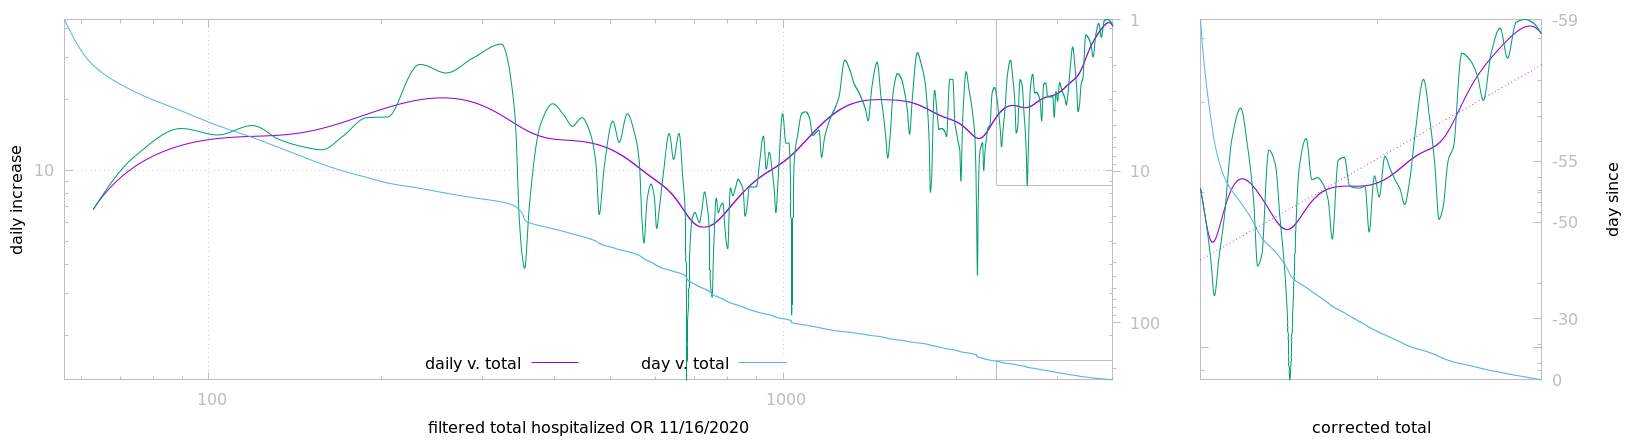 1
-59
10
10
-55
-50
daily increase
day since
100
-30
daily v. total
day v. total
0
100
1000
filtered total hospitalized OR 11/16/2020
corrected total